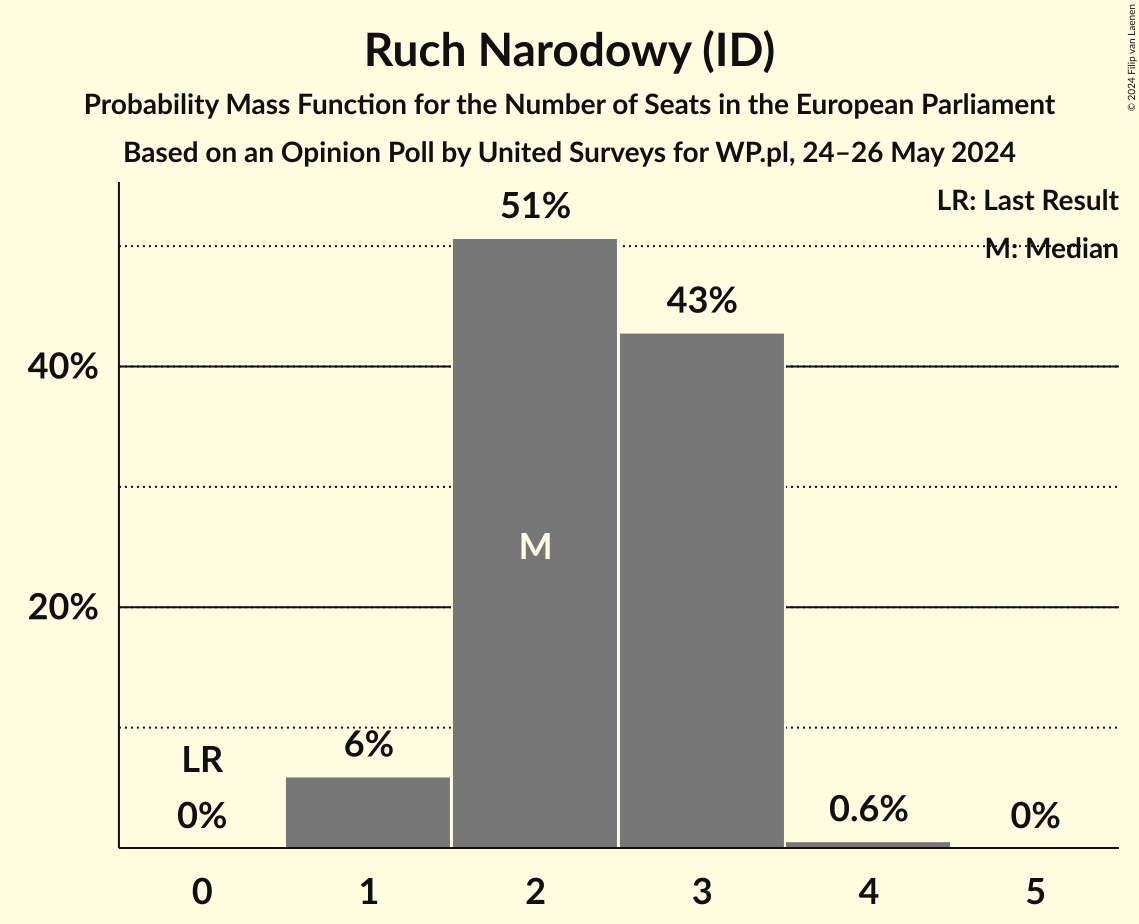 Ruch Narodowy (ID)
Probability Mass Function for the Number of Seats in the European Parliament
Based on an Opinion Poll by United Surveys for WP.pl, 24–26 May 2024
© 2024 Filip van Laenen
LR: Last Result
M: Median
51%
43%
40%
M
20%
6%
LR
0%
0.6%
0%
0 1 2 3 4 5